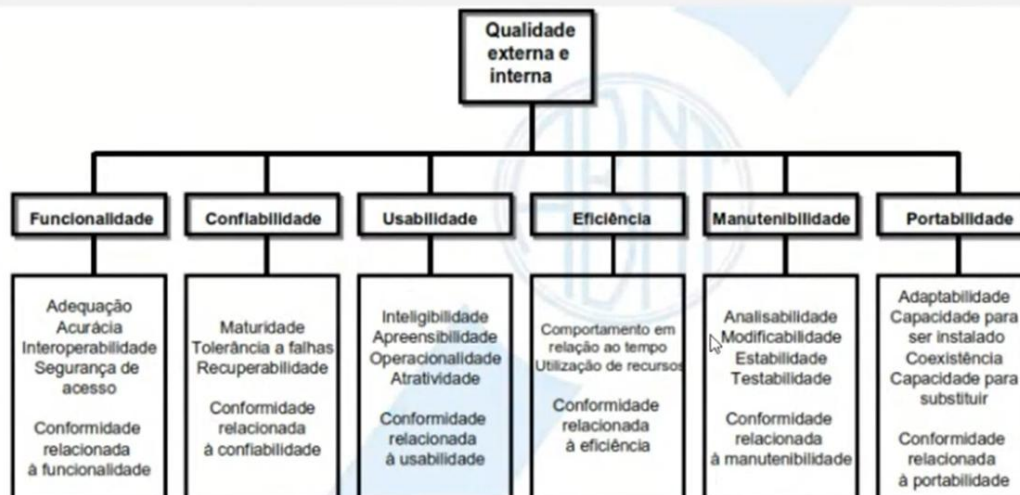 Qualidade
externa e
interna
Funcionalidade
Confiabilidade
Usabilidade
Eficiência
Manutenibilidade
Portabilidade
Adequação
Acurácia
Interoperabilidade
Segurança de
acesso
Conformidade
relacionada
à funcionalidade
Maturidade
Tolerância a falhas
Recuperabilidade
Conformidade
relacionada
à confiabilidade
Inteligibilidade
Apreensibilidade
Operacionalidade
Atratividade
Conformidade
relacionada
à usabilidade
Comportamento em
relação ao tempo
Utilização de recursos
Conformidade
relacionada
à eficiência
Analisabilidade
Modificabilidade
Estabilidade
Testabilidade
Conformidade
relacionada
à manutenibilidade
Adaptabilidade
Capacidade para
ser instalado
Coexistência
Capacidade para
substituir
Conformidade
relacionada
à portabilidade
ABNT